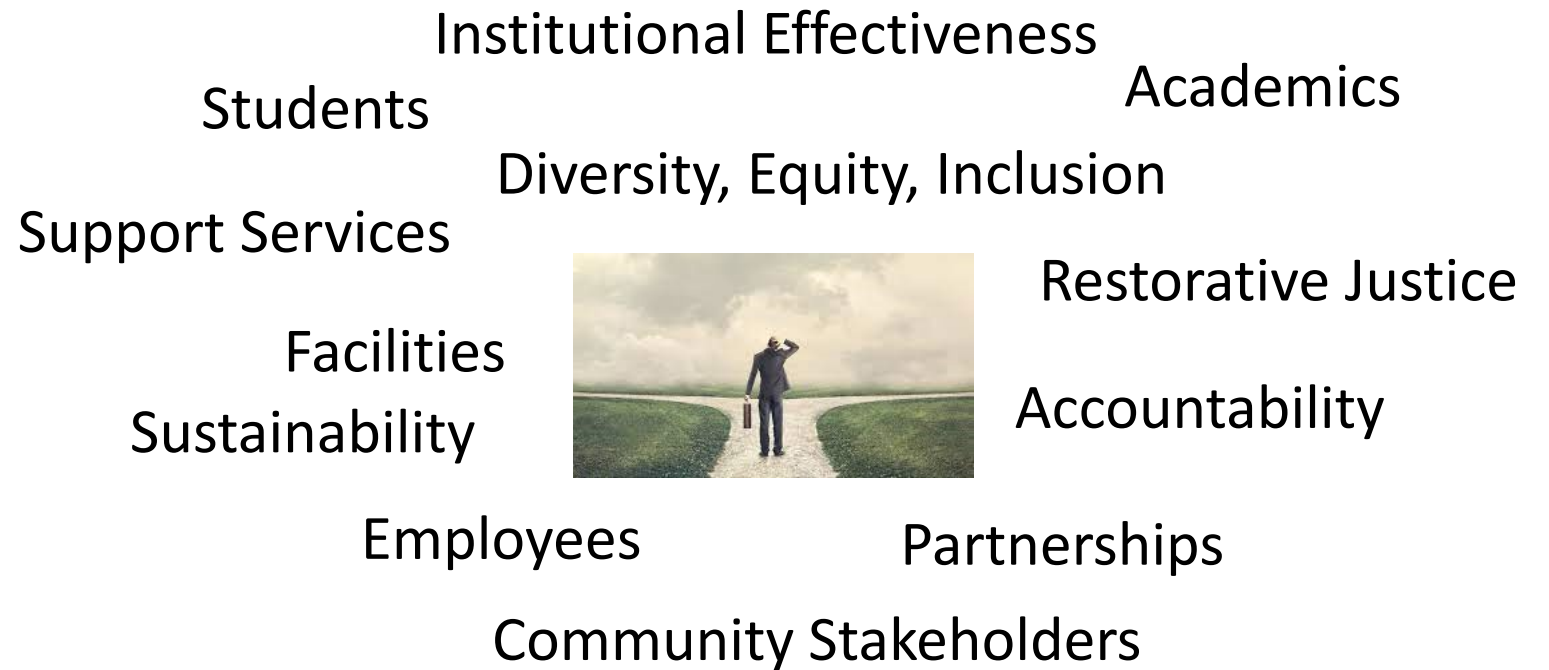 Institutional Effectiveness
Academics
Students
Diversity, Equity, Inclusion
Support Services
Restorative Justice
Facilities
Accountability
Sustainability
Employees
Partnerships
Community Stakeholders